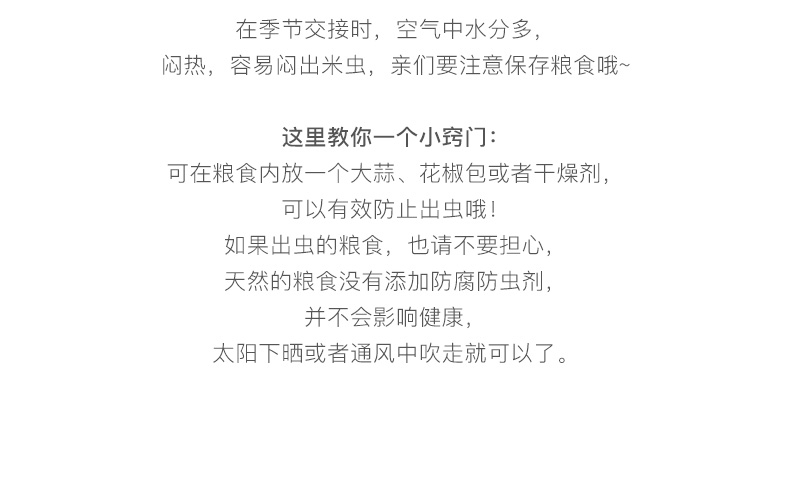 在季节交接时，空气中水分多，
闷热，容易闷出米虫，亲们要注意保存粮食哦~
这里教你一个小窍门：
可在粮食内放一个大蒜、花椒包或者干燥剂，
可以有效防止出虫哦！
如果出虫的粮食，也请不要担心，
天然的粮食没有添加防腐防虫剂，
并不会影响健康，
太阳下晒或者通风中吹走就可以了。